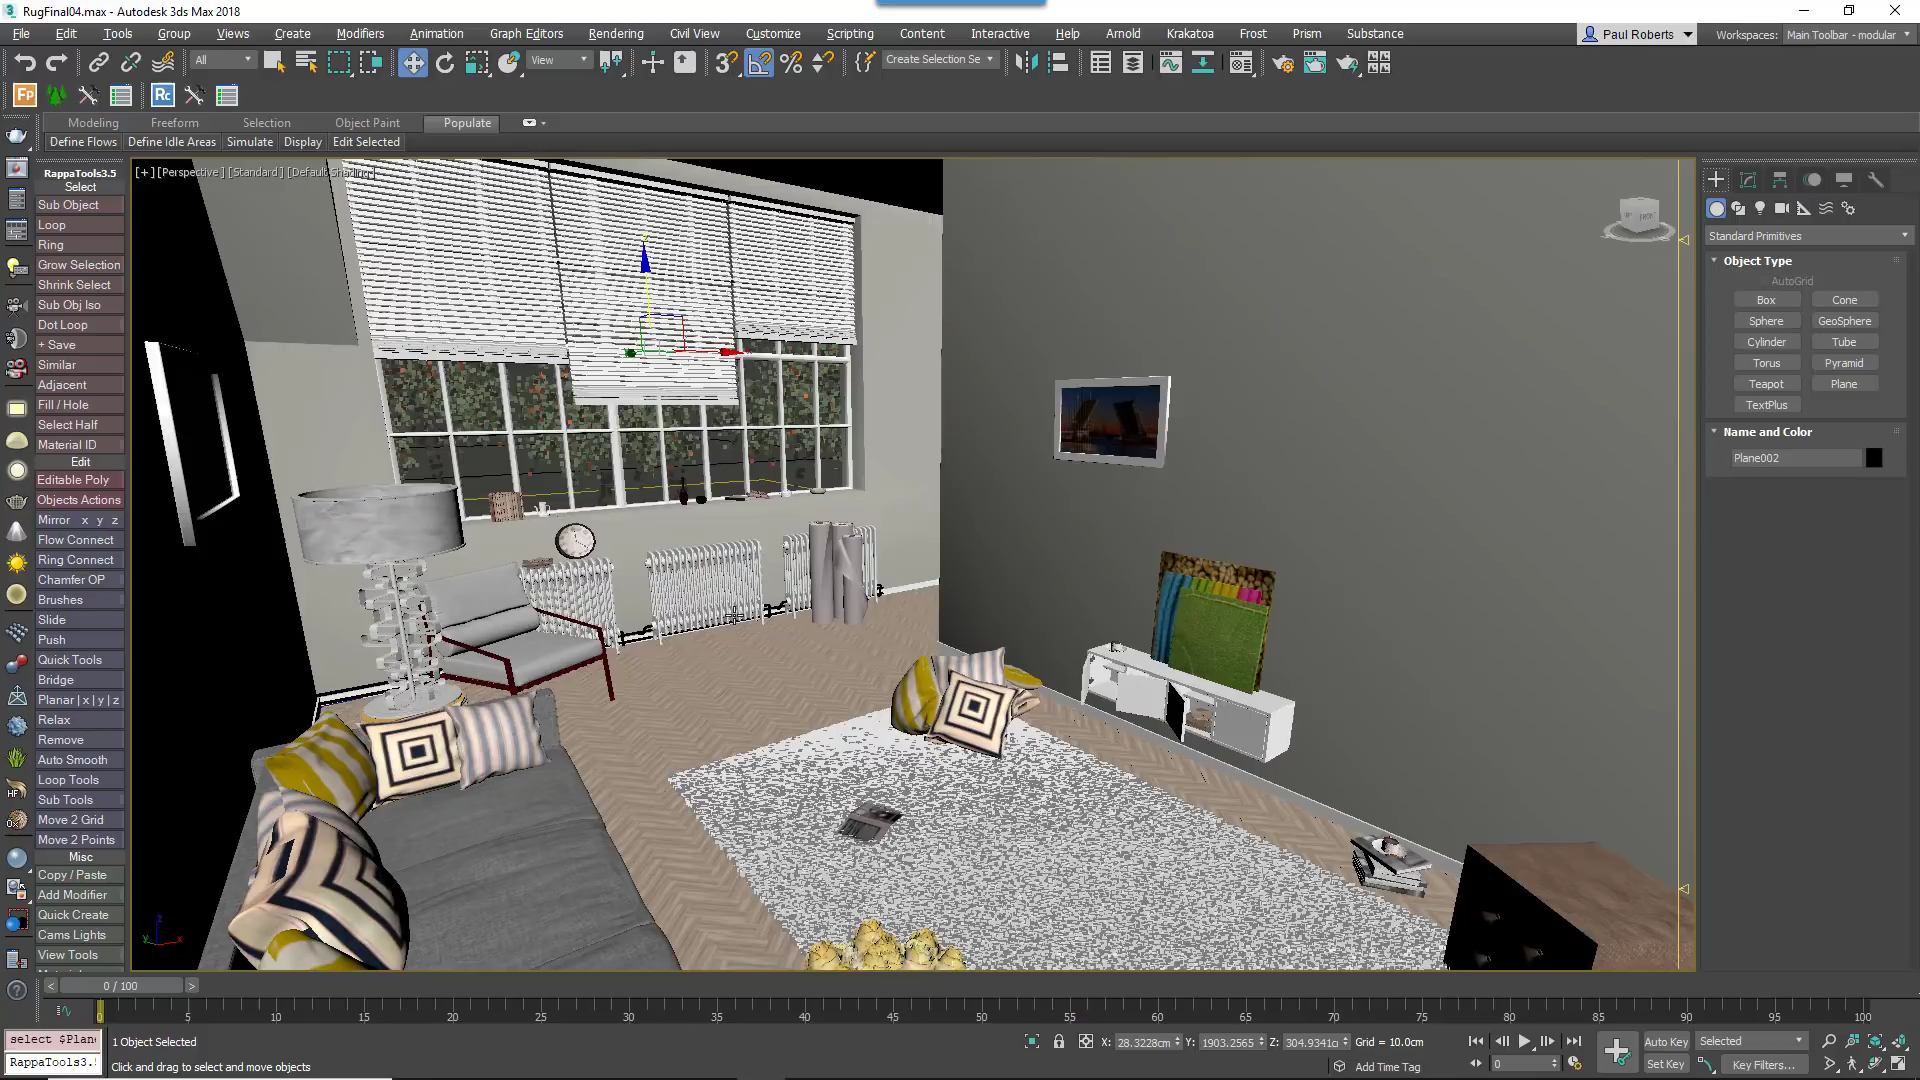 RugFinal04.max - Autodesk 3ds Max 2018
File Edit Tools Group Views Create Modifiers Animation Graph Editors Rendering Civil View Customize Scripting Content Interactive Help Arnold Krakatoa Frost Prism Substance Paul Roberts Workspaces: Main Toolbar - modular
All View Create Selection Se
Fp Rc
Modeling Freeform Selection Object Paint Populate
Define Flows Define Idle Areas Simulate Display Edit Selected
RappaTools3.5
Select
Sub Object
Loop
Ring
Grow Selection
Shrink Select
Sub Obj Iso
Dot Loop
+ Save
Similar
Adjacent
Fill / Hole
Select Half
Material ID
Edit
Editable Poly
Objects Actions
Mirror x y z
Flow Connect
Ring Connect
Chamfer OP
Brushes
Slide
Push
Quick Tools
Bridge
Planar | x | y | z
Relax
Remove
Auto Smooth
Loop Tools
Sub Tools
Move 2 Grid
Move 2 Points
Misc
Copy / Paste
Add Modifier
Quick Create
Cams Lights
View Tools
[+] [Perspective] [Standard] [Default Shading]
FRONT
Standard Primitives
Object Type
AutoGrid
Box Cone
Sphere GeoSphere
Cylinder Tube
Torus Pyramid
Teapot Plane
TextPlus
Name and Color
Plane002
< 0 / 100 >
0 5 10 15 20 25 30 35 40 45 50 55 60 65 70 75 80 85 90 95 100
select $Plan
RappaTools3.5
1 Object Selected
Click and drag to select and move objects
X: 28.3228cm Y: 1903.2565 Z: 304.9341c Grid = 10.0cm
Add Time Tag
0
Auto Key Selected
Set Key Key Filters...